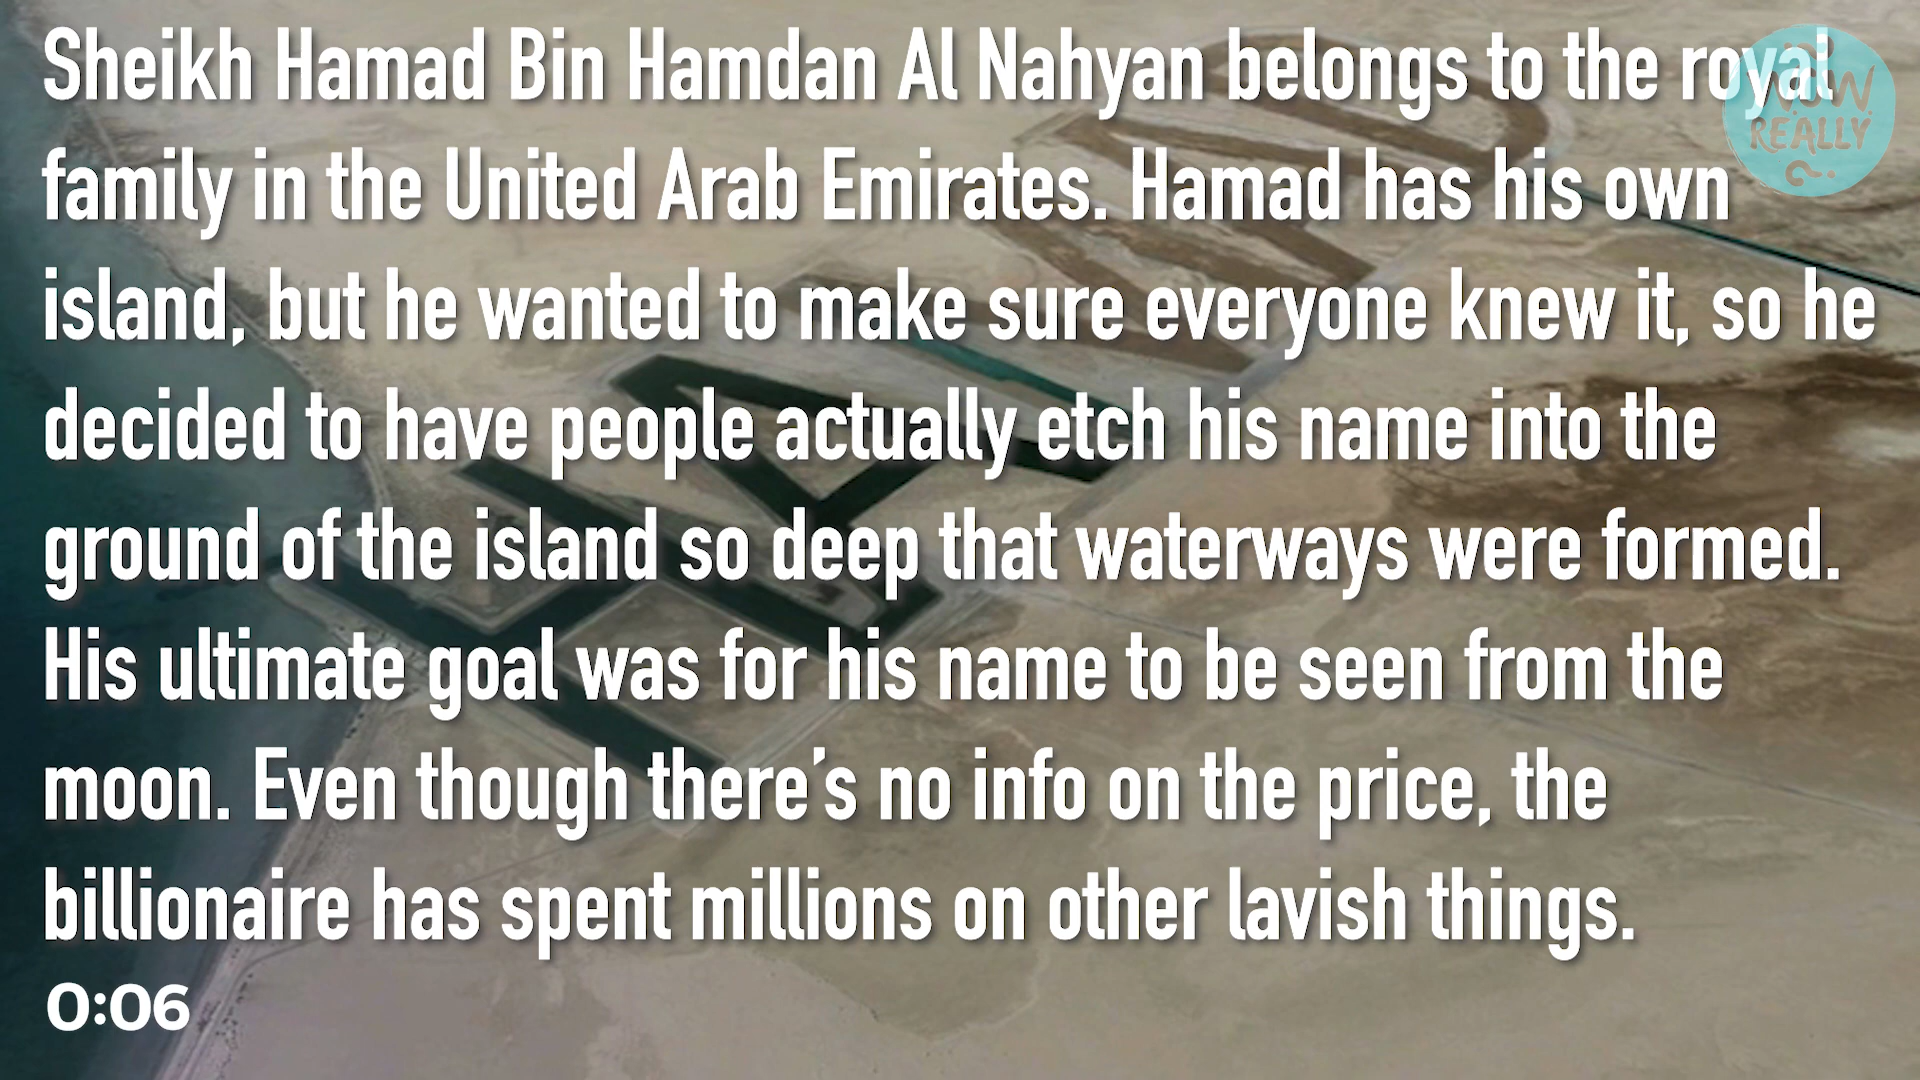 Sheikh Hamad Bin Hamdan Al Nahyan belongs to the royal
family in the United Arab Emirates. Hamad has his own
island, but he wanted to make sure everyone knew it, so he
decided to have people actually etch his name into the
ground of the island so deep that waterways were formed.
His ultimate goal was for his name to be seen from the
moon. Even though there's no info on the price, the
billionaire has spent millions on other lavish things.
0:06
WOW
REALLY
?
HAMAD